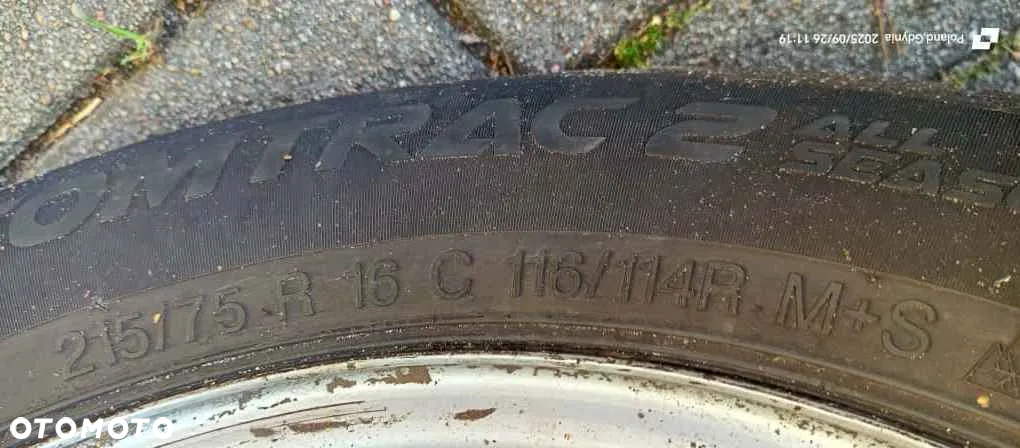 Poland,Gdynia 2025/09/26 11:19
OMTRAC 2 ALL
SEAS
215/75 R 16 C 116/114R M+S
OTOMOTO